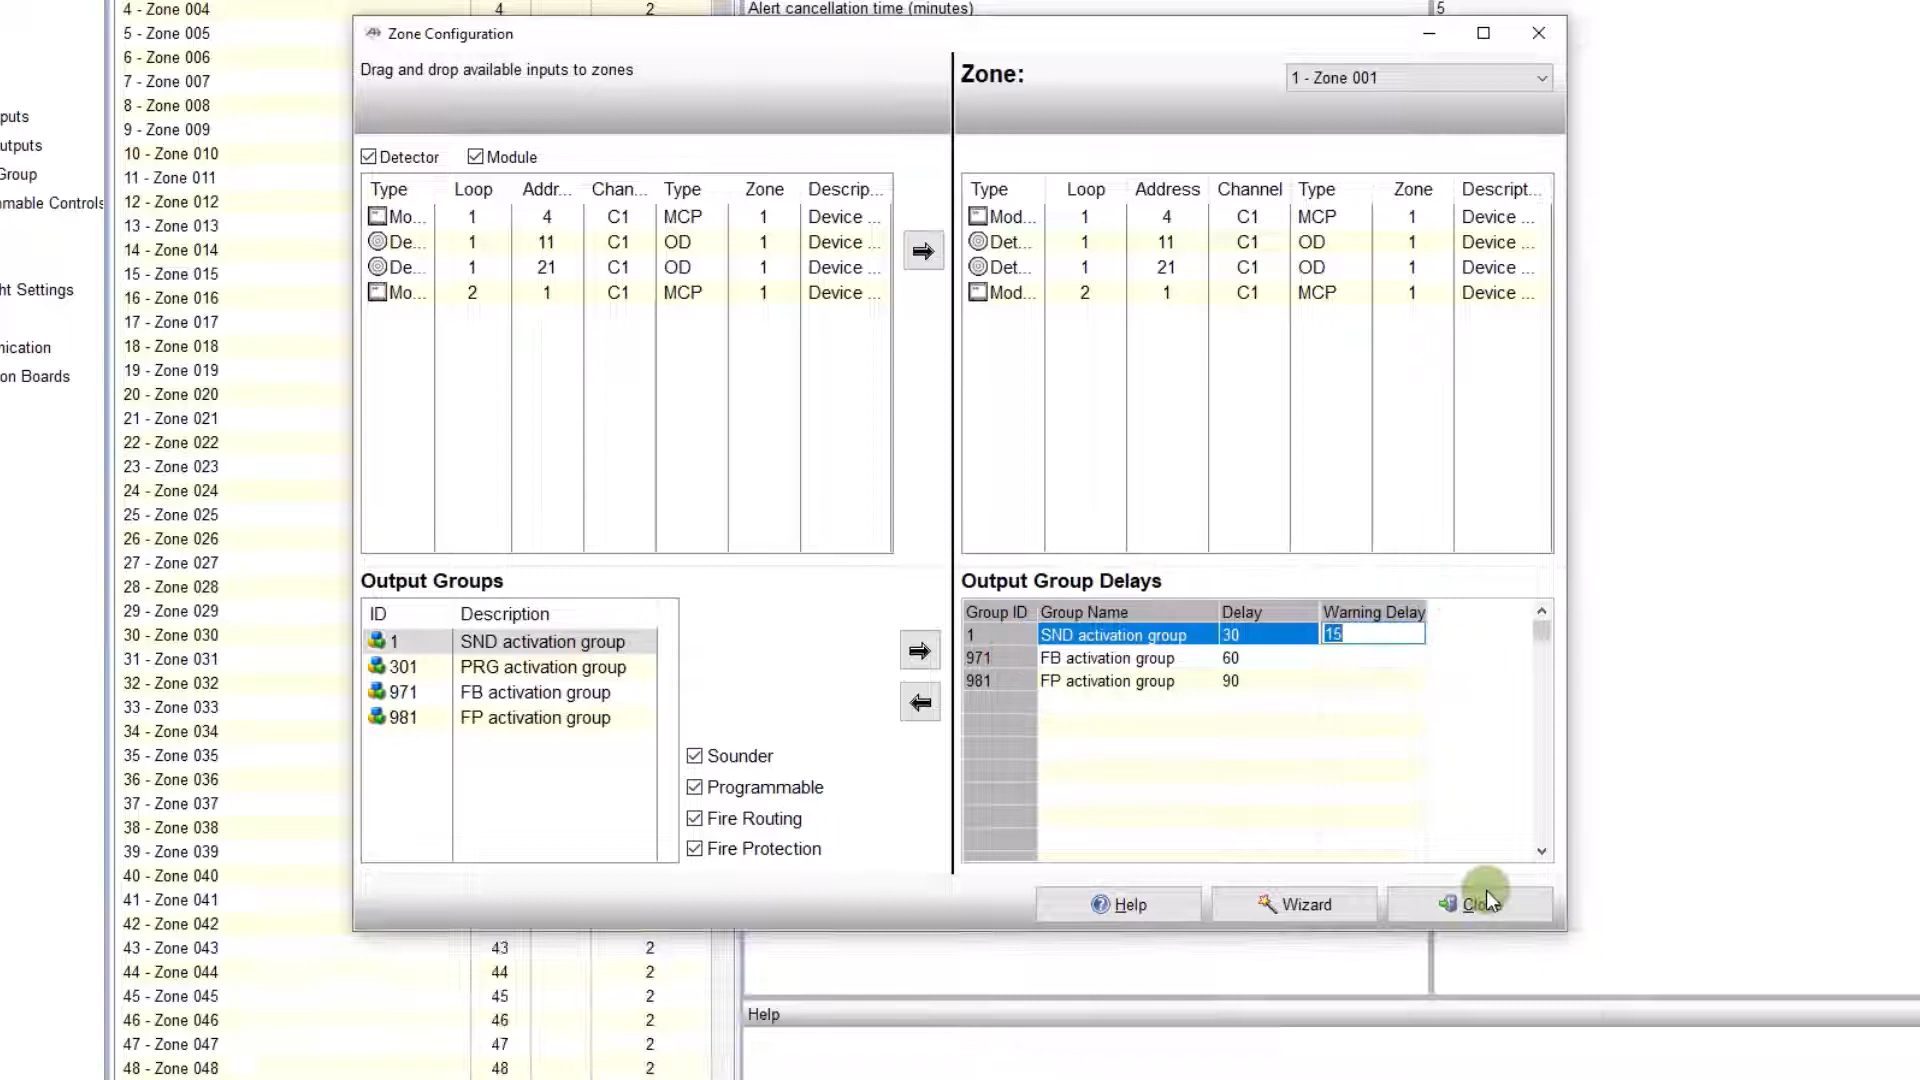 4 - Zone 004 4 2
5 - Zone 005
6 - Zone 006
7 - Zone 007
8 - Zone 008
9 - Zone 009
10 - Zone 010
11 - Zone 011
12 - Zone 012
13 - Zone 013
14 - Zone 014
15 - Zone 015
16 - Zone 016
17 - Zone 017
18 - Zone 018
19 - Zone 019
20 - Zone 020
21 - Zone 021
22 - Zone 022
23 - Zone 023
24 - Zone 024
25 - Zone 025
26 - Zone 026
27 - Zone 027
28 - Zone 028
29 - Zone 029
30 - Zone 030
31 - Zone 031
32 - Zone 032
33 - Zone 033
34 - Zone 034
35 - Zone 035
36 - Zone 036
37 - Zone 037
38 - Zone 038
39 - Zone 039
40 - Zone 040
41 - Zone 041
42 - Zone 042
43 - Zone 043 43 2
44 - Zone 044 44 2
45 - Zone 045 45 2
46 - Zone 046 46 2
47 - Zone 047 47 2
48 - Zone 048 48 2
puts
utputs
Group
mmable Controls
ht Settings
nication
on Boards
Alert cancellation time (minutes) 5
Zone Configuration
Drag and drop available inputs to zones
Zone: 1 - Zone 001
Detector Module
Type Loop Addr... Chan... Type Zone Descrip...
Mo... 1 4 C1 MCP 1 Device ...
De... 1 11 C1 OD 1 Device ...
De... 1 21 C1 OD 1 Device ...
Mo... 2 1 C1 MCP 1 Device ...
Type Loop Address Channel Type Zone Descript...
Mod... 1 4 C1 MCP 1 Device ...
Det... 1 11 C1 OD 1 Device ...
Det... 1 21 C1 OD 1 Device ...
Mod... 2 1 C1 MCP 1 Device ...
Output Groups
ID Description
1 SND activation group
301 PRG activation group
971 FB activation group
981 FP activation group
Sounder
Programmable
Fire Routing
Fire Protection
Output Group Delays
Group ID Group Name Delay Warning Delay
1 SND activation group 30 15
971 FB activation group 60
981 FP activation group 90
Help Wizard Close
Help